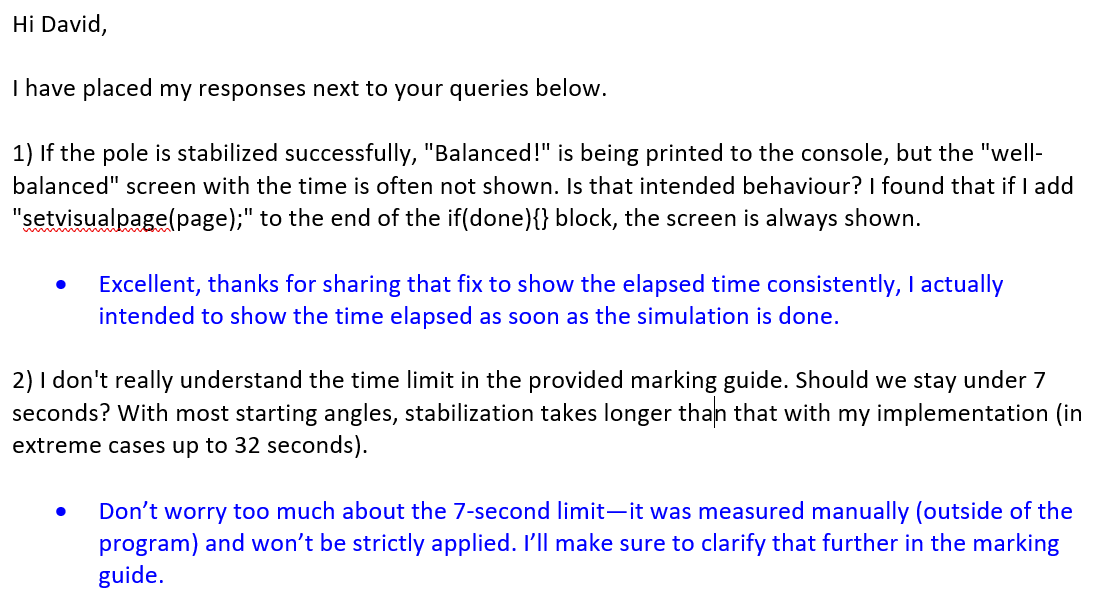 Hi David,
I have placed my responses next to your queries below.
1) If the pole is stabilized successfully, "Balanced!" is being printed to the console, but the "well-
balanced" screen with the time is often not shown. Is that intended behaviour? I found that if I add
"setvisualpage(page);" to the end of the if(done){} block, the screen is always shown.
• Excellent, thanks for sharing that fix to show the elapsed time consistently, I actually
intended to show the time elapsed as soon as the simulation is done.
2) I don't really understand the time limit in the provided marking guide. Should we stay under 7
seconds? With most starting angles, stabilization takes longer than that with my implementation (in
extreme cases up to 32 seconds).
• Don’t worry too much about the 7-second limit—it was measured manually (outside of the
program) and won’t be strictly applied. I’ll make sure to clarify that further in the marking
guide.